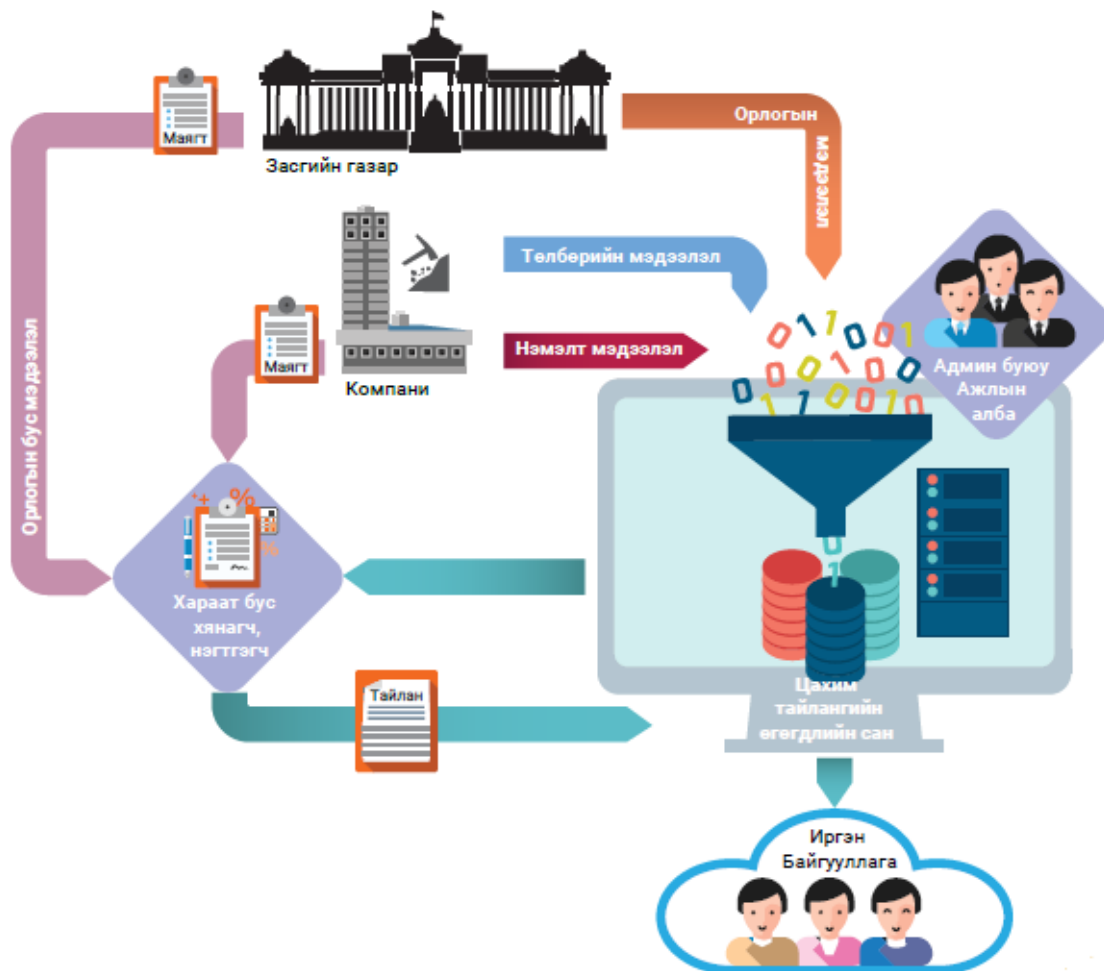 Маягт
Засгийн газар
Орлогын
мэдээлэл
Төлбөрийн мэдээлэл
Маягт
Нэмэлт мэдээлэл
Компани
Админ буюу
Ажлын
алба
Орлогын бус мэдээлэл
Хараат бус
хянагч,
нэгтгэгч
Тайлан
Цахим
тайлангийн
өгөгдлийн сан
Иргэн
Байгууллага